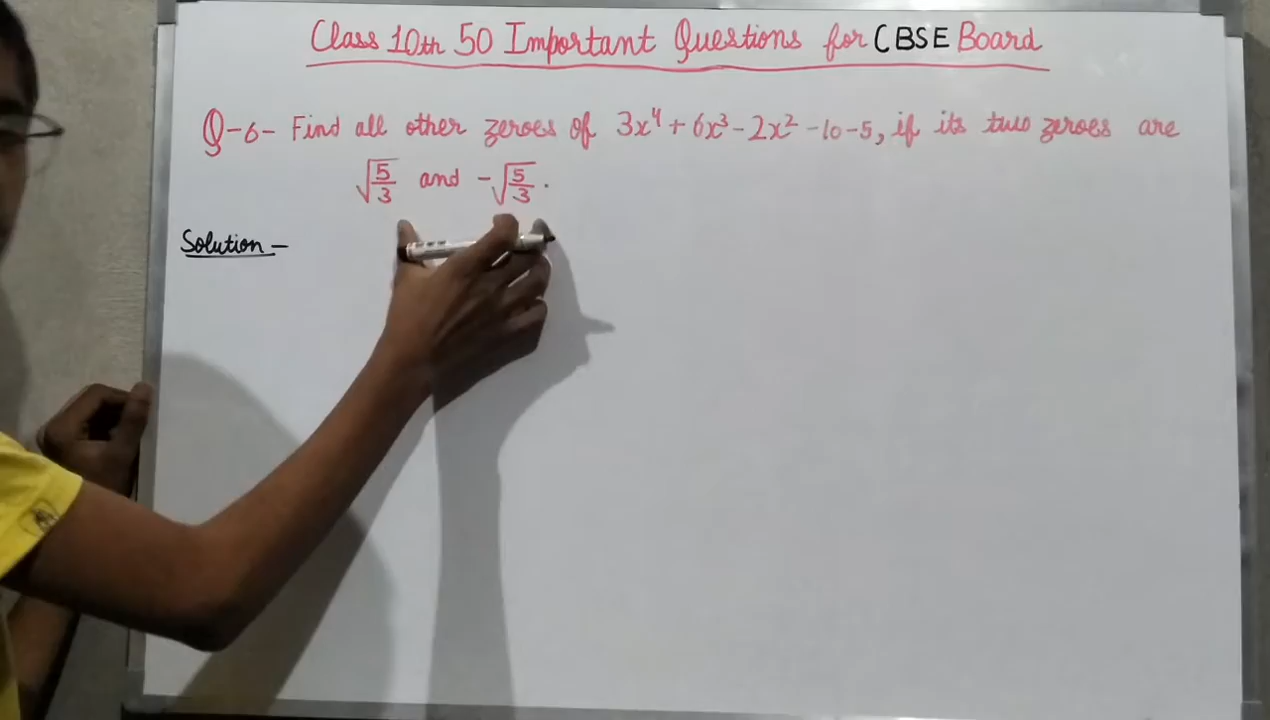 Class 10th 50 Important Questions for CBSE Board
Q-6- Find all other zeroes of 3x⁴ + 6x³ - 2x² - 10 - 5, if its two zeroes are
√5/3 and -√5/3.
Solution -